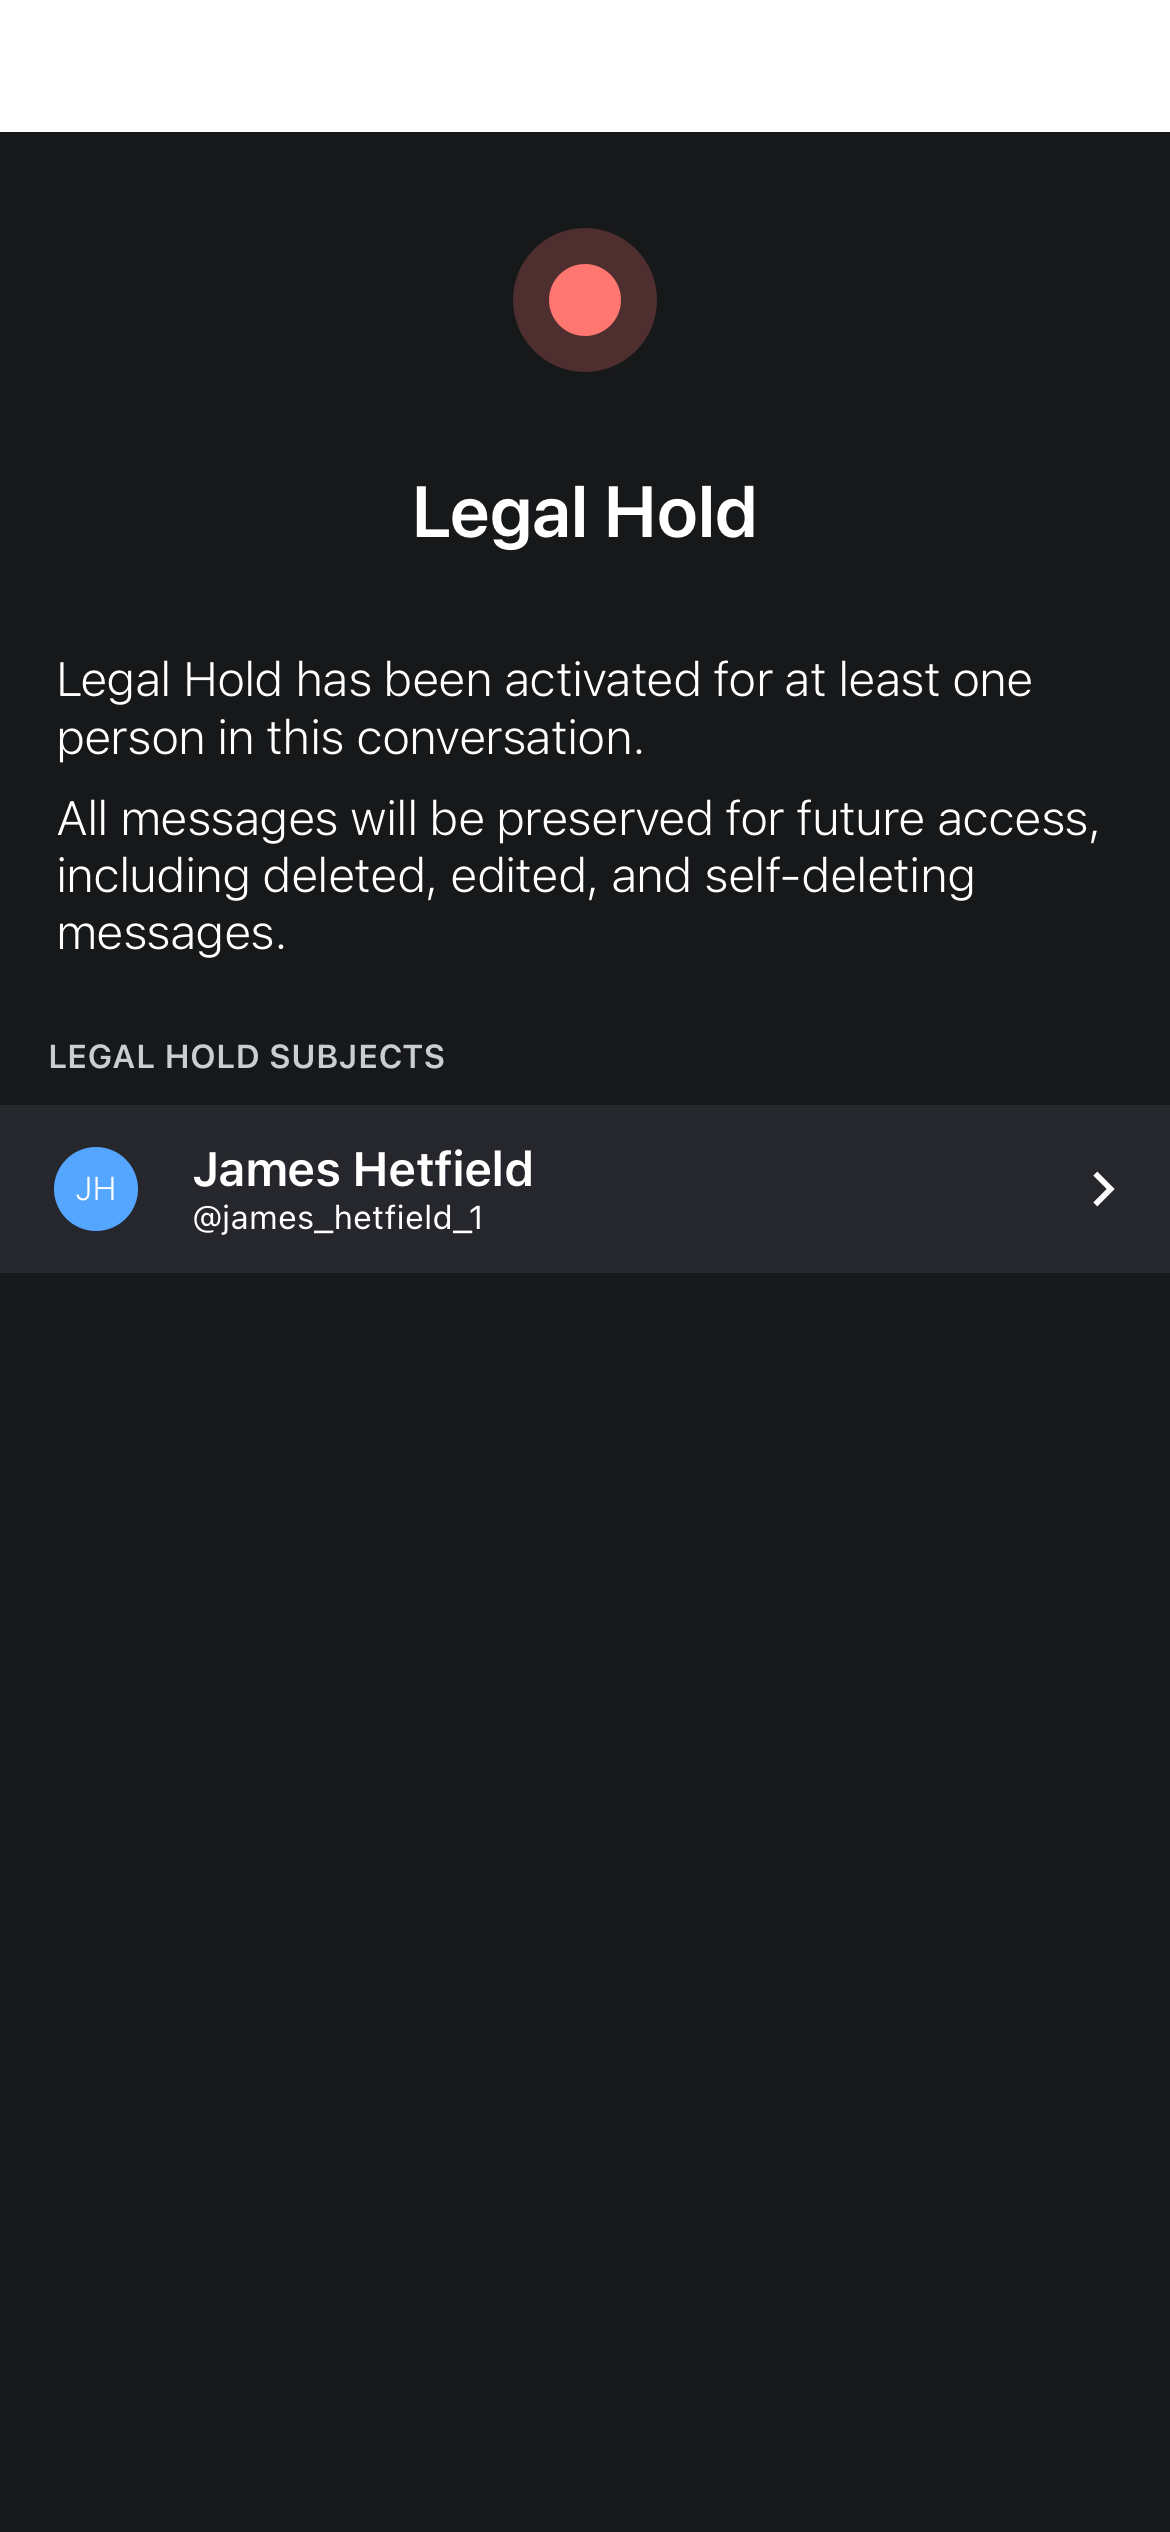 Legal Hold
Legal Hold has been activated for at least one
person in this conversation.
All messages will be preserved for future access,
including deleted, edited, and self-deleting
messages.
LEGAL HOLD SUBJECTS
JH
James Hetfield
@james_hetfield_1